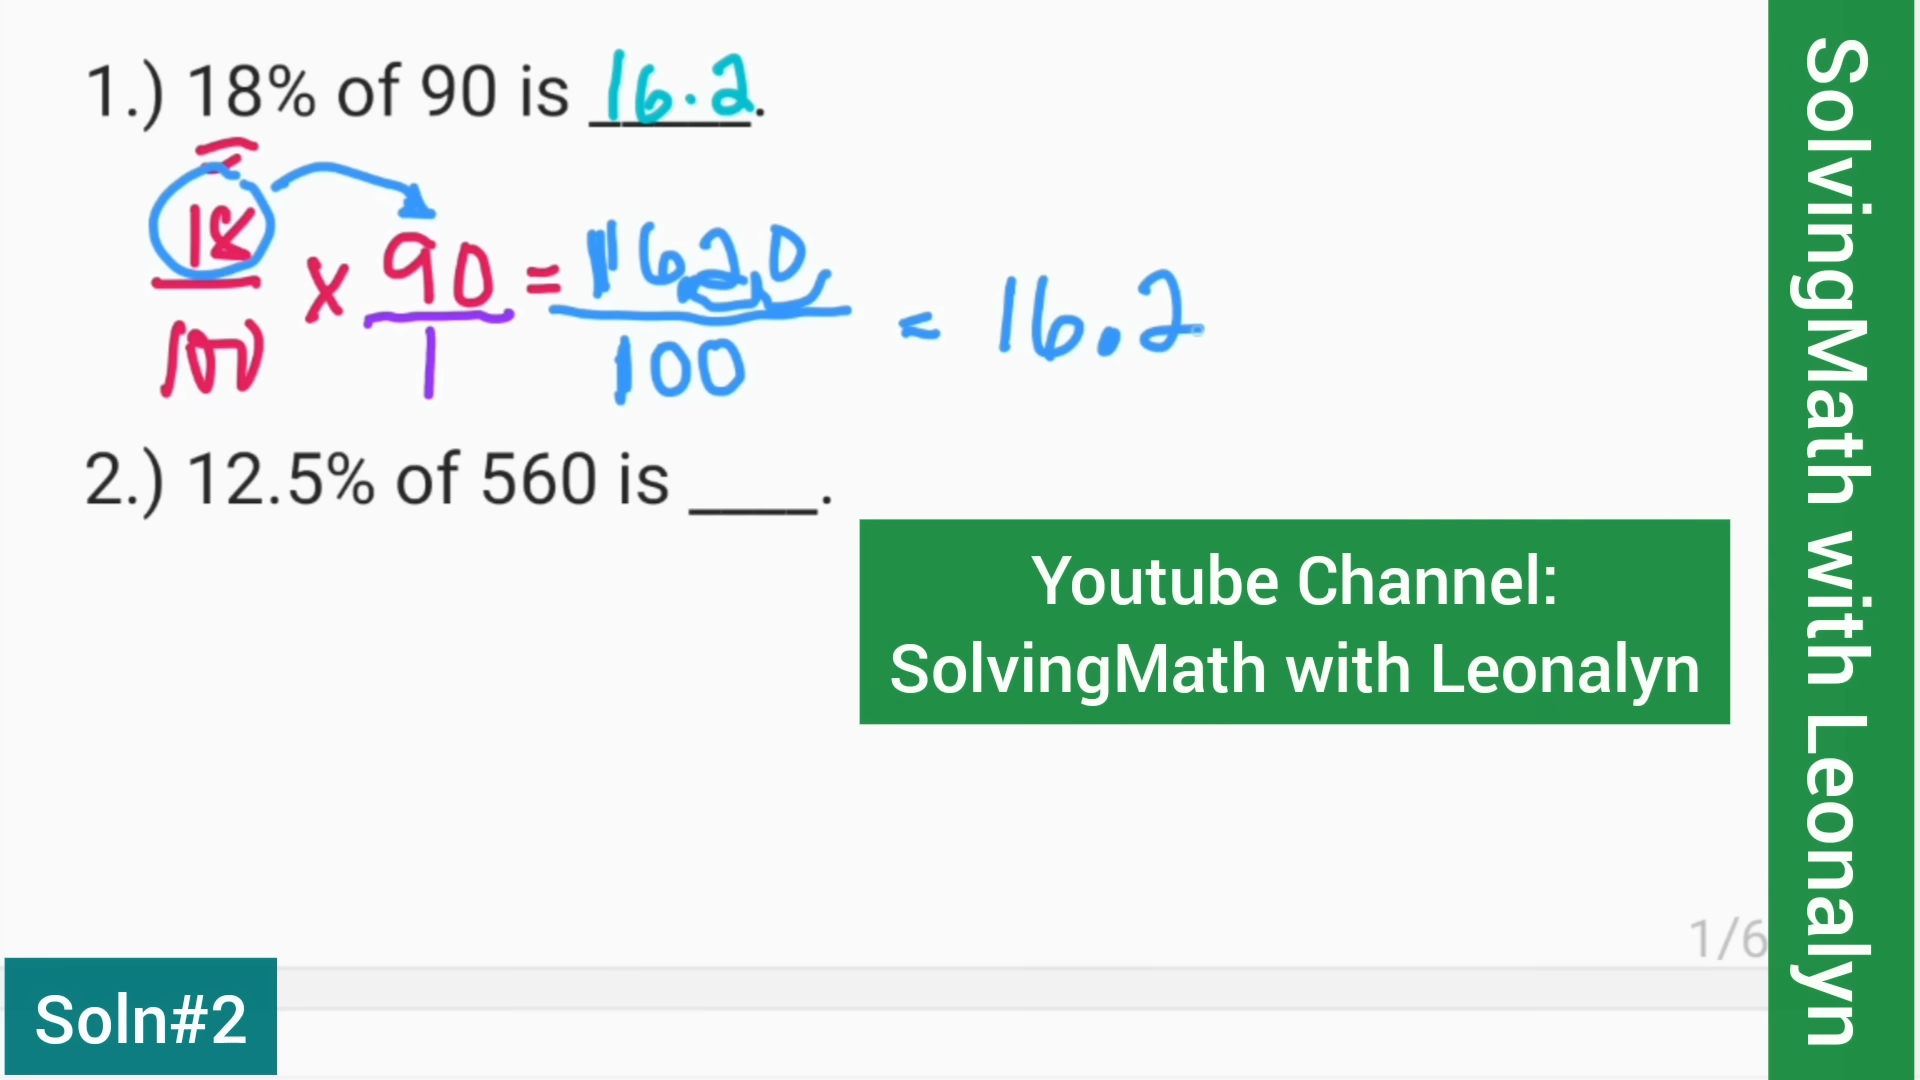 1.) 18% of 90 is 16.2.
18/100 x 90/1 = 1620/100 = 16.2
2.) 12.5% of 560 is ____.
Youtube Channel:
SolvingMath with Leonalyn
1/6
Soln#2
SolvingMath with Leonalyn